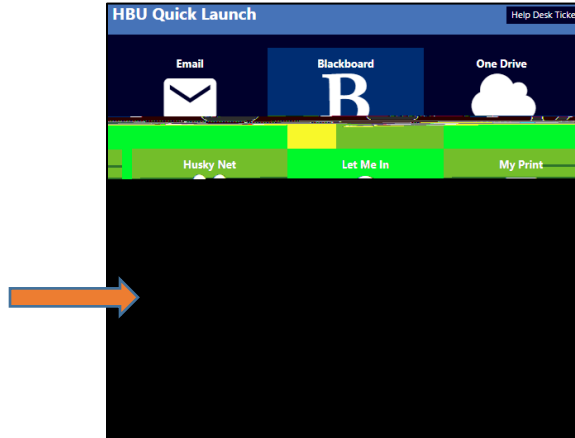 HBU Quick Launch
Help Desk Ticke
Email Blackboard One Drive
B
Husky Net Let Me In My Print